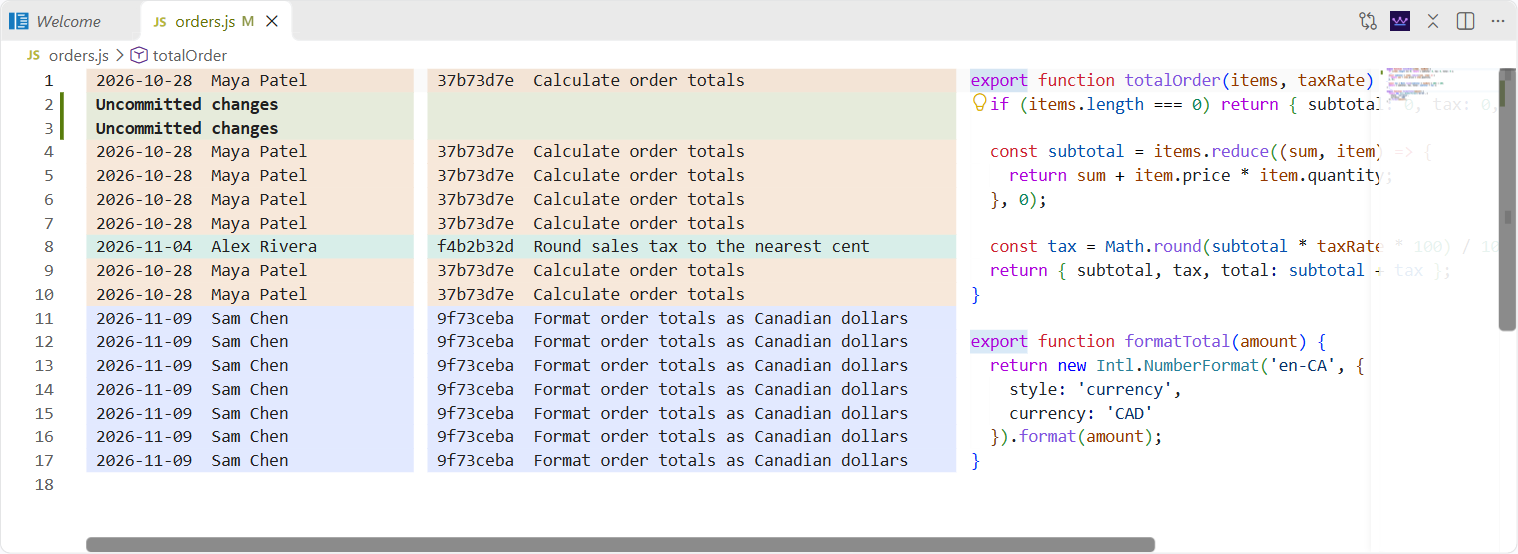 Welcome
JS orders.js M
JS orders.js > totalOrder
1 2026-10-28 Maya Patel 37b73d7e Calculate order totals export function totalOrder(items, taxRate)
2 Uncommitted changes if (items.length === 0) return { subtotal: 0, tax: 0,
3 Uncommitted changes
4 2026-10-28 Maya Patel 37b73d7e Calculate order totals const subtotal = items.reduce((sum, item) => {
5 2026-10-28 Maya Patel 37b73d7e Calculate order totals return sum + item.price * item.quantity;
6 2026-10-28 Maya Patel 37b73d7e Calculate order totals }, 0);
7 2026-10-28 Maya Patel 37b73d7e Calculate order totals
8 2026-11-04 Alex Rivera f4b2b32d Round sales tax to the nearest cent const tax = Math.round(subtotal * taxRate * 100) / 10
9 2026-10-28 Maya Patel 37b73d7e Calculate order totals return { subtotal, tax, total: subtotal + tax };
10 2026-10-28 Maya Patel 37b73d7e Calculate order totals }
11 2026-11-09 Sam Chen 9f73ceba Format order totals as Canadian dollars
12 2026-11-09 Sam Chen 9f73ceba Format order totals as Canadian dollars export function formatTotal(amount) {
13 2026-11-09 Sam Chen 9f73ceba Format order totals as Canadian dollars return new Intl.NumberFormat('en-CA', {
14 2026-11-09 Sam Chen 9f73ceba Format order totals as Canadian dollars style: 'currency',
15 2026-11-09 Sam Chen 9f73ceba Format order totals as Canadian dollars currency: 'CAD'
16 2026-11-09 Sam Chen 9f73ceba Format order totals as Canadian dollars }).format(amount);
17 2026-11-09 Sam Chen 9f73ceba Format order totals as Canadian dollars }
18